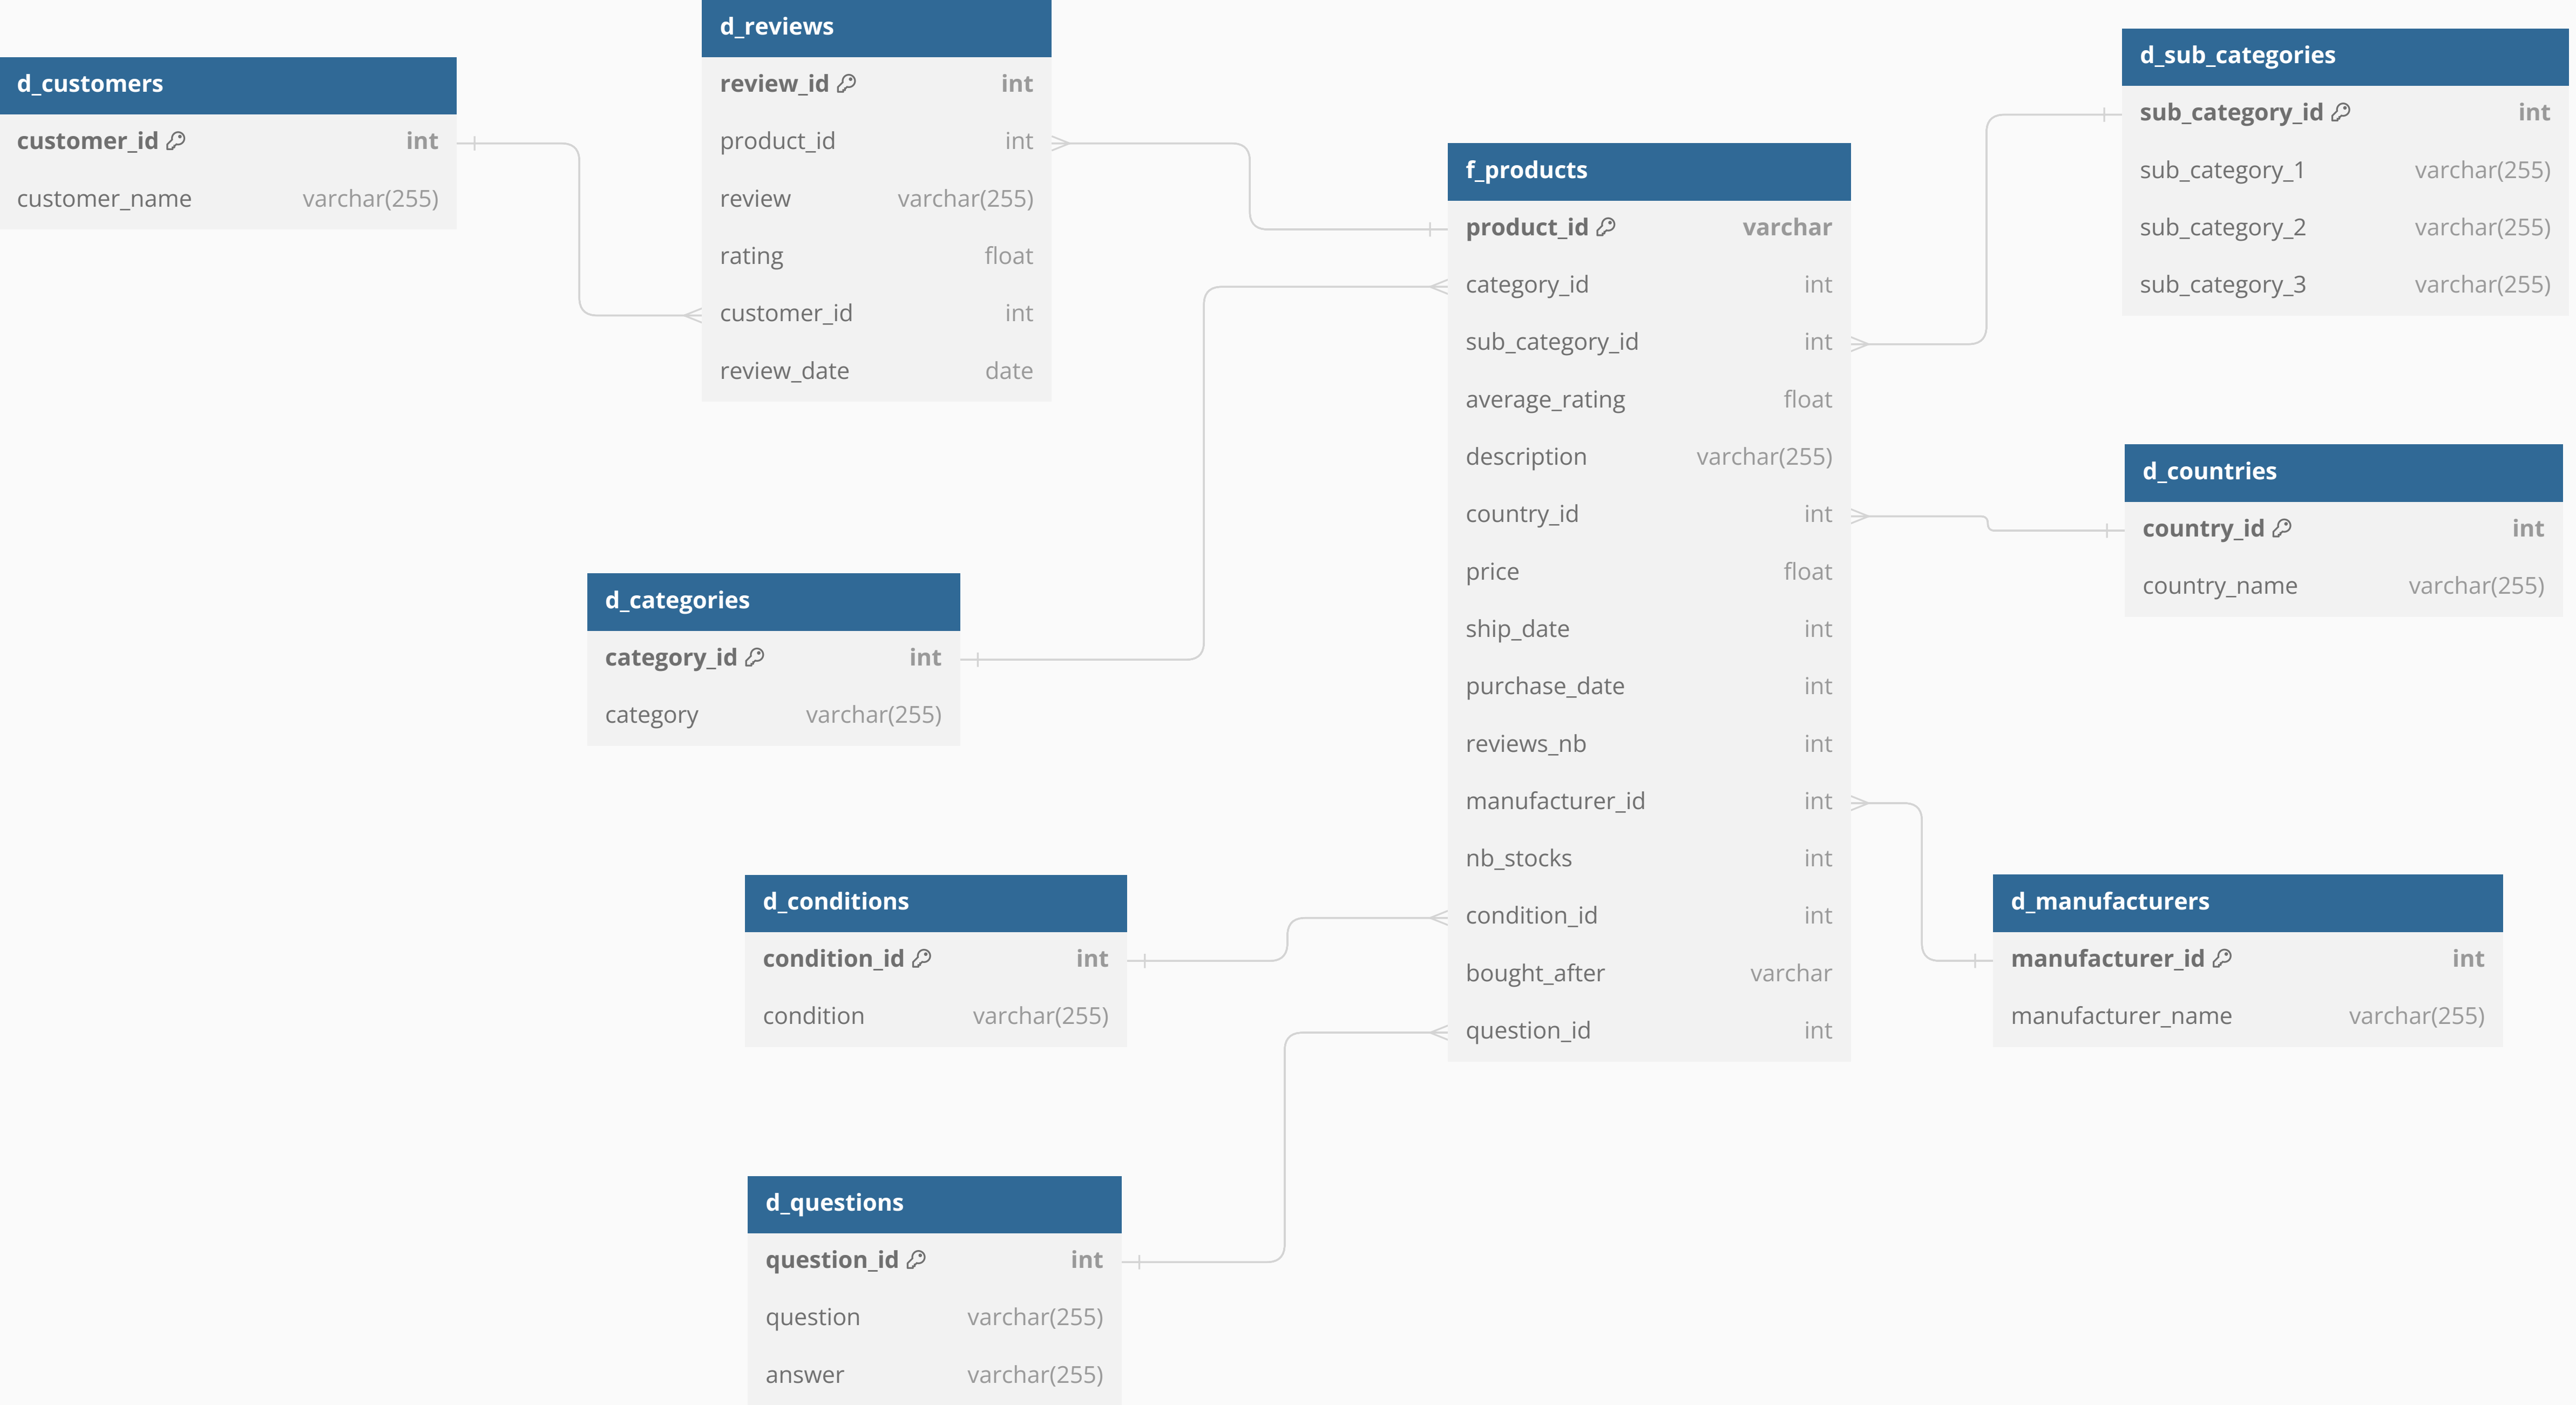 d_customers
customer_id int
customer_name varchar(255)
d_reviews
review_id int
product_id int
review varchar(255)
rating float
customer_id int
review_date date
f_products
product_id varchar
category_id int
sub_category_id int
average_rating float
description varchar(255)
country_id int
price float
ship_date int
purchase_date int
reviews_nb int
manufacturer_id int
nb_stocks int
condition_id int
bought_after varchar
question_id int
d_sub_categories
sub_category_id int
sub_category_1 varchar(255)
sub_category_2 varchar(255)
sub_category_3 varchar(255)
d_countries
country_id int
country_name varchar(255)
d_categories
category_id int
category varchar(255)
d_conditions
condition_id int
condition varchar(255)
d_manufacturers
manufacturer_id int
manufacturer_name varchar(255)
d_questions
question_id int
question varchar(255)
answer varchar(255)